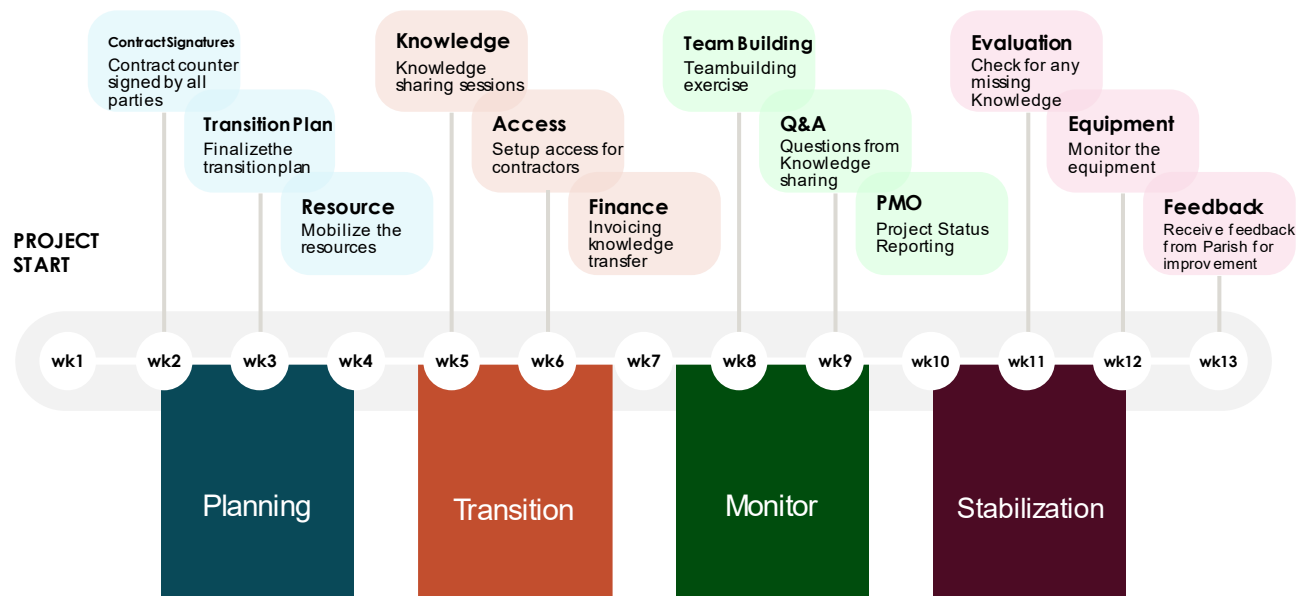 Contract Signatures
Contract counter
signed by all
parties
Transition Plan
Finalizethe
transitionplan
Resource
Mobilize the
resources
Knowledge
Knowledge
sharing sessions
Access
Setup access for
contractors
Finance
Invoicing
knowledge
transfer
Team Building
Teambuilding
exercise
Q&A
Questions from
Knowledge
sharing
PMO
Project Status
Reporting
Evaluation
Check for any
missing
Knowledge
Equipment
Monitor the
equipment
Feedback
Receive feedback
from Parish for
improvement
PROJECT
START
wk1
wk2
wk3
wk4
wk5
wk6
wk7
wk8
wk9
wk10
wk11
wk12
wk13
Planning
Transition
Monitor
Stabilization